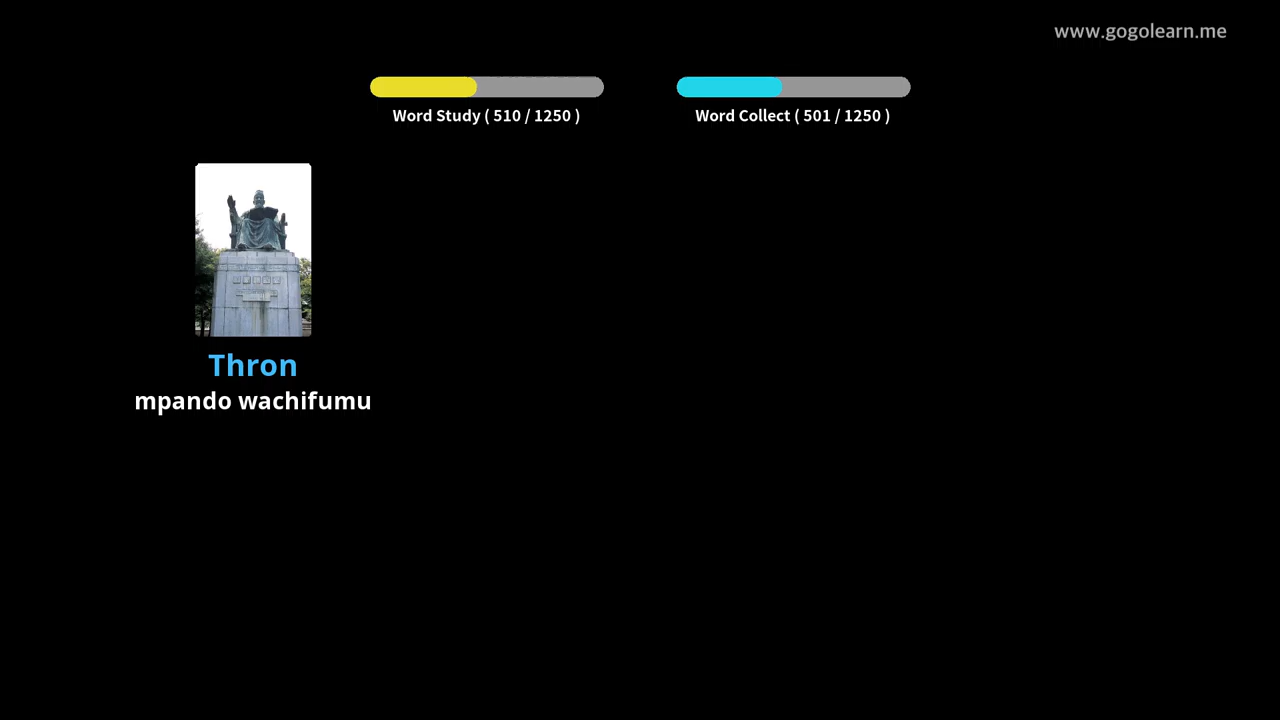 www.gogolearn.me
Word Study ( 510 / 1250 )
Word Collect ( 501 / 1250 )
Thron
mpando wachifumu